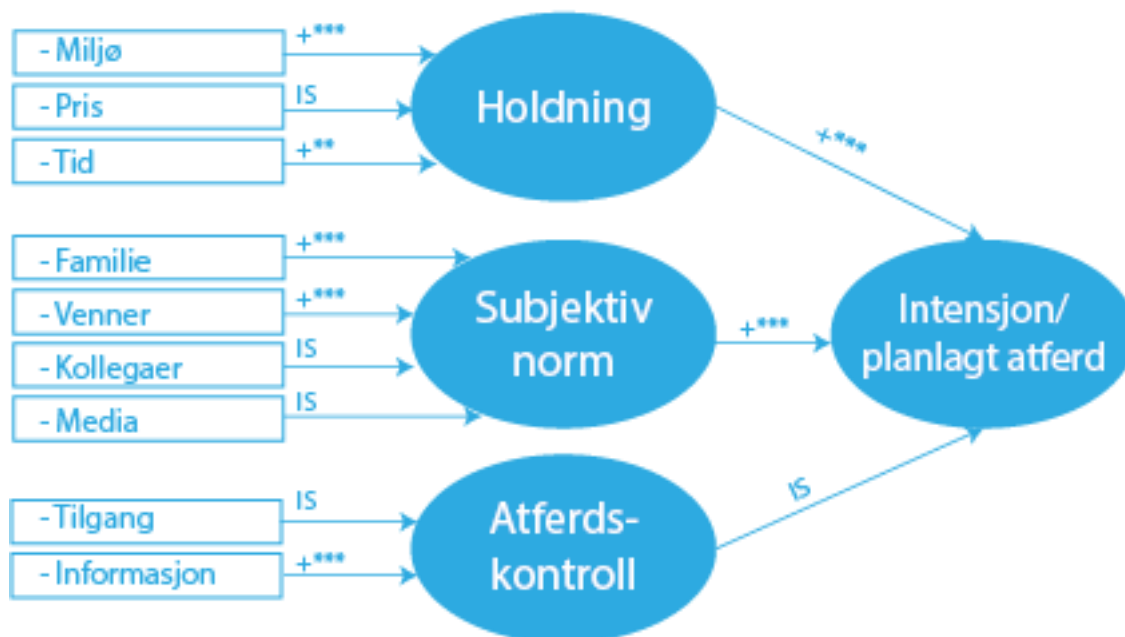 - Miljø
+***
- Pris
IS
- Tid
+**
Holdning
+***
- Familie
+***
- Venner
+***
- Kollegaer
IS
- Media
IS
Subjektiv
norm
+***
Intensjon/
planlagt atferd
- Tilgang
IS
- Informasjon
+***
Atferds-
kontroll
IS